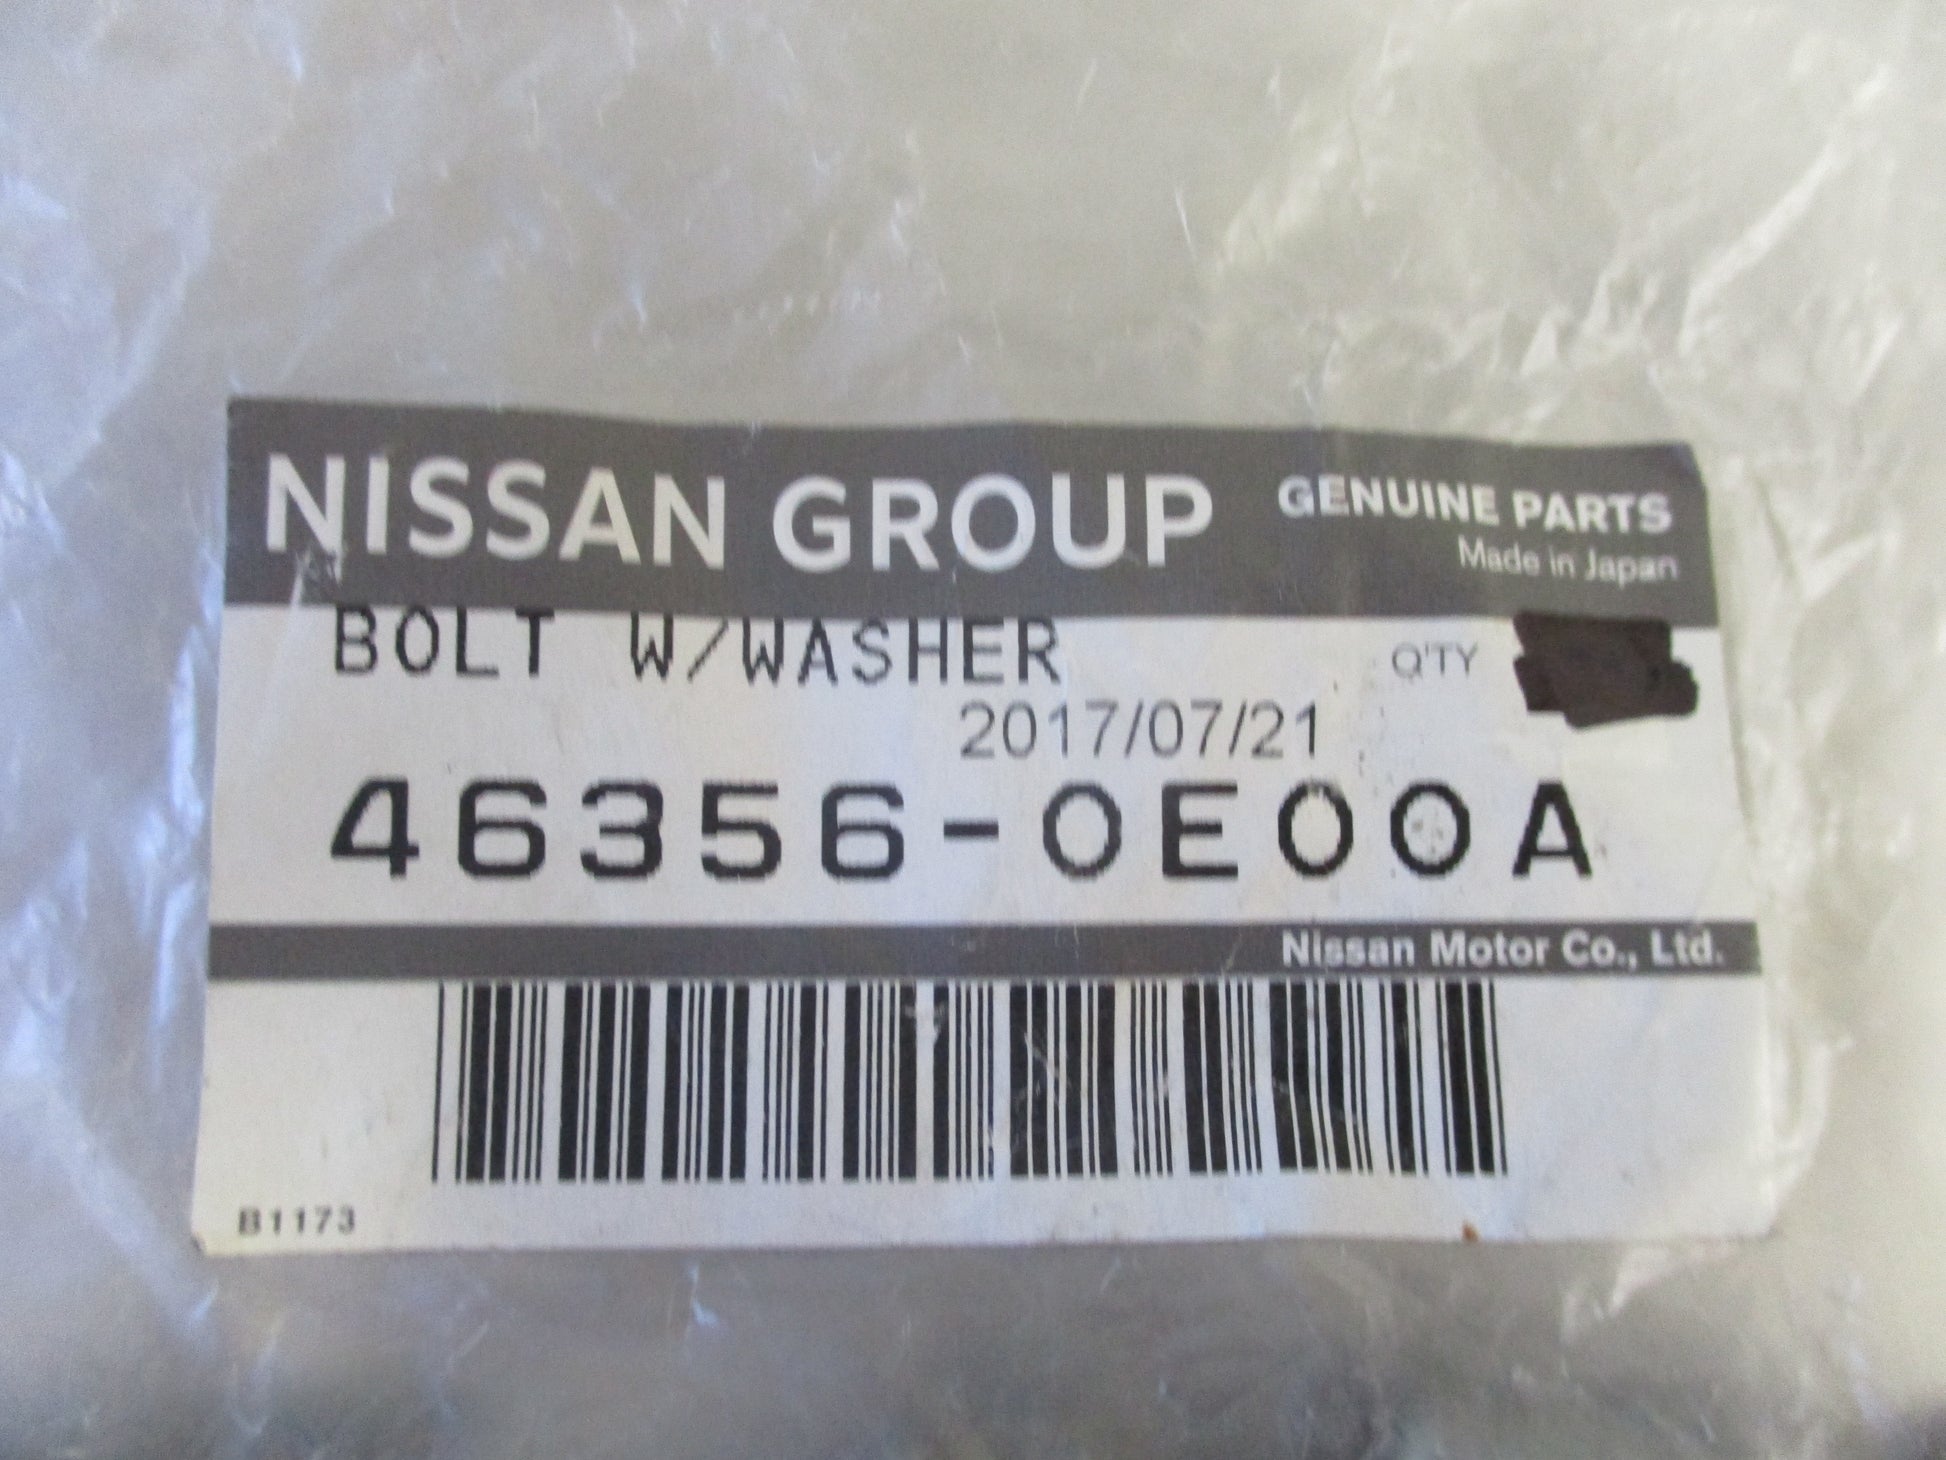 NISSAN GROUP GENUINE PARTS
Made in Japan
BOLT W/WASHER Q'TY
2017/07/21
46356-0E00A
Nissan Motor Co., Ltd.
B1173